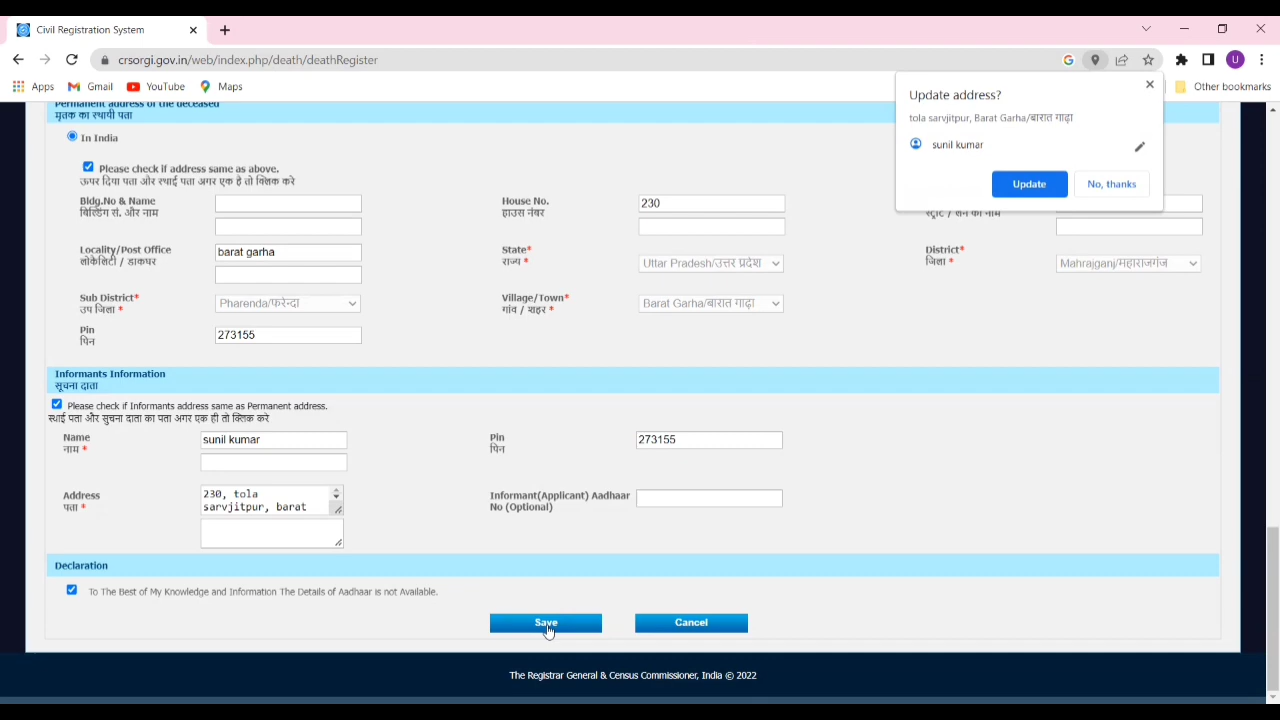 Civil Registration System
crsorgi.gov.in/web/index.php/death/deathRegister
Apps Gmail YouTube Maps Other bookmarks
Update address?
tola sarvjitpur, Barat Garha/बारात गाढ़ा
sunil kumar
Update No, thanks
Permanent address of the deceased
मृतक का स्थायी पता
In India
Please check if address same as above.
ऊपर दिया पता और स्थाई पता अगर एक है तो क्लिक करे
Bldg.No & Name House No. 230
बिल्डिंग सं. और नाम हाउस नंबर स्ट्रीट / लेन का नाम
Locality/Post Office barat garha State* District*
लोकैलिटी / डाकघर राज्य * Uttar Pradesh/उत्तर प्रदेश जिला * Mahrajganj/महाराजगंज
Sub District* Pharenda/फरेन्दा Village/Town* Barat Garha/बारात गाढ़ा
उप जिला * गांव / शहर *
Pin 273155
पिन
Informants Information
सूचना दाता
Please check if Informants address same as Permanent address.
स्थाई पता और सुचना दाता का पता अगर एक ही तो क्लिक करे
Name sunil kumar Pin 273155
नाम * पिन
Address 230, tola Informant(Applicant) Aadhaar
पता * sarvjitpur, barat No (Optional)
Declaration
To The Best of My Knowledge and Information The Details of Aadhaar is not Available.
Save Cancel
The Registrar General & Census Commissioner, India © 2022